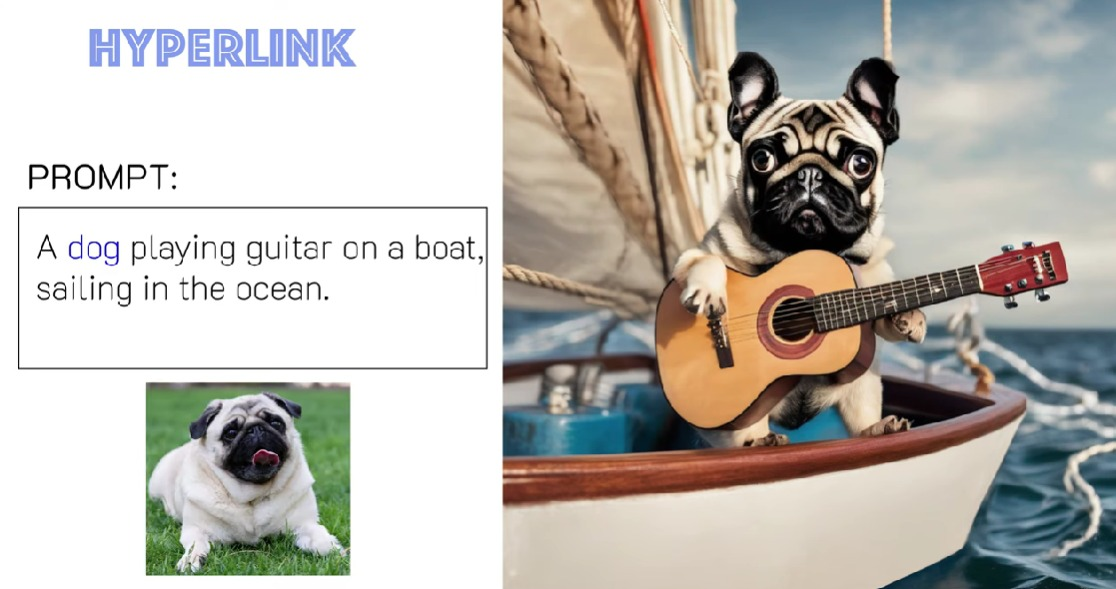 HYPERLINK
PROMPT:
A dog playing guitar on a boat,
sailing in the ocean.